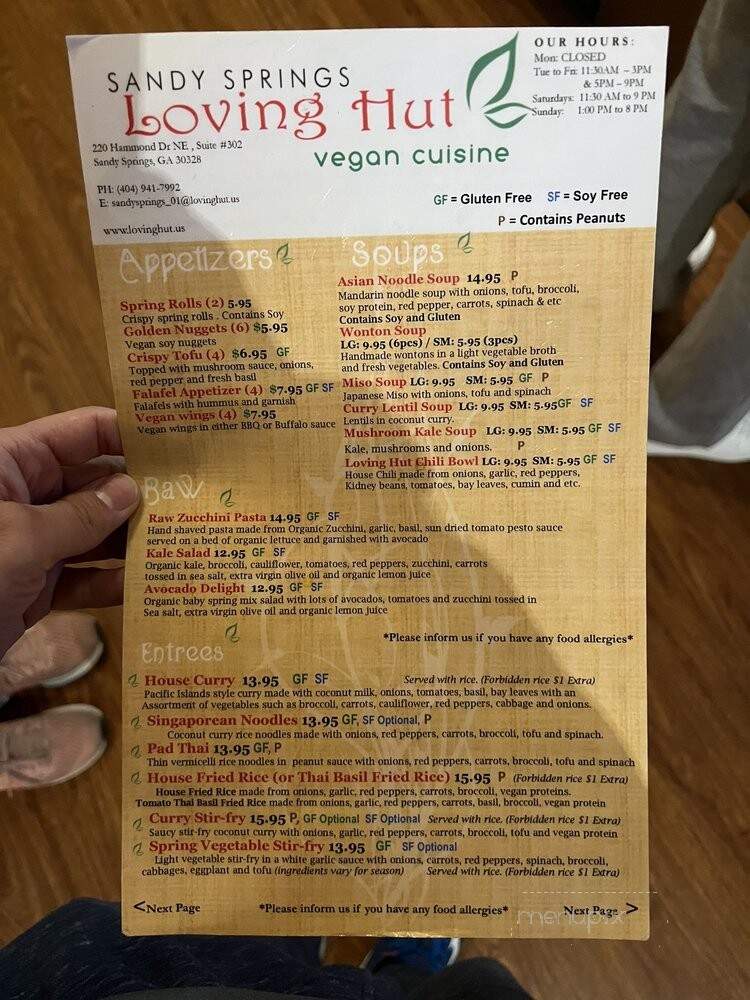 SANDY SPRINGS
Loving Hut
vegan cuisine
220 Hammond Dr NE , Suite #302
Sandy Springs, GA 30328
PH: (404) 941-7992
E: sandysprings_01@lovinghut.us
www.lovinghut.us
OUR HOURS:
Mon: CLOSED
Tue to Fri: 11:30AM – 3PM
& 5PM – 9PM
Saturdays: 11:30 AM to 9 PM
Sunday: 1:00 PM to 8 PM
GF = Gluten Free SF = Soy Free
P = Contains Peanuts
Appetizers
Spring Rolls (2) 5.95
Crispy spring rolls . Contains Soy
Golden Nuggets (6) $5.95
Vegan soy nuggets
Crispy Tofu (4) $6.95 GF
Topped with mushroom sauce, onions,
red pepper and fresh basil
Falafel Appetizer (4) $7.95 GF SF
Falafels with hummus and garnish
Vegan wings (4) $7.95
Vegan wings in either BBQ or Buffalo sauce
Soups
Asian Noodle Soup 14.95 P
Mandarin noodle soup with onions, tofu, broccoli,
soy protein, red pepper, carrots, spinach & etc
Contains Soy and Gluten
Wonton Soup
LG: 9.95 (6pcs) / SM: 5.95 (3pcs)
Handmade wontons in a light vegetable broth
and fresh vegetables. Contains Soy and Gluten
Miso Soup LG: 9.95 SM: 5.95 GF P
Japanese Miso with onions, tofu and spinach
Curry Lentil Soup LG: 9.95 SM: 5.95GF SF
Lentils in coconut curry.
Mushroom Kale Soup LG: 9.95 SM: 5.95 GF SF
Kale, mushrooms and onions. P
Loving Hut Chili Bowl LG: 9.95 SM: 5.95 GF SF
House Chili made from onions, garlic, red peppers,
Kidney beans, tomatoes, bay leaves, cumin and etc.
Raw
Raw Zucchini Pasta 14.95 GF SF
Hand shaved pasta made from Organic Zucchini, garlic, basil, sun dried tomato pesto sauce
served on a bed of organic lettuce and garnished with avocado
Kale Salad 12.95 GF SF
Organic kale, broccoli, cauliflower, tomatoes, red peppers, zucchini, carrots
tossed in sea salt, extra virgin olive oil and organic lemon juice
Avocado Delight 12.95 GF SF
Organic baby spring mix salad with lots of avocados, tomatoes and zucchini tossed in
Sea salt, extra virgin olive oil and organic lemon juice
*Please inform us if you have any food allergies*
Entrees
House Curry 13.95 GF SF Served with rice. (Forbidden rice $1 Extra)
Pacific Islands style curry made with coconut milk, onions, tomatoes, basil, bay leaves with an
Assortment of vegetables such as broccoli, carrots, cauliflower, red peppers, cabbage and onions.
Singaporean Noodles 13.95 GF, SF Optional, P
Coconut curry rice noodles made with onions, red peppers, carrots, broccoli, tofu and spinach.
Pad Thai 13.95 GF, P
Thin vermicelli rice noodles in peanut sauce with onions, red peppers, carrots, broccoli, tofu and spinach
House Fried Rice (or Thai Basil Fried Rice) 15.95 P (Forbidden rice $1 Extra)
House Fried Rice made from onions, garlic, red peppers, carrots, broccoli, vegan proteins.
Tomato Thai Basil Fried Rice made from onions, garlic, red peppers, carrots, basil, broccoli, vegan protein
Curry Stir-fry 15.95 P, GF Optional SF Optional Served with rice. (Forbidden rice $1 Extra)
Saucy stir-fry coconut curry with onions, garlic, red peppers, carrots, broccoli, tofu and vegan protein
Spring Vegetable Stir-fry 13.95 GF SF Optional
Light vegetable stir-fry in a white garlic sauce with onions, carrots, red peppers, spinach, broccoli,
cabbages, eggplant and tofu (ingredients vary for season) Served with rice. (Forbidden rice $1 Extra)
<Next Page *Please inform us if you have any food allergies* Next Page >
menupix